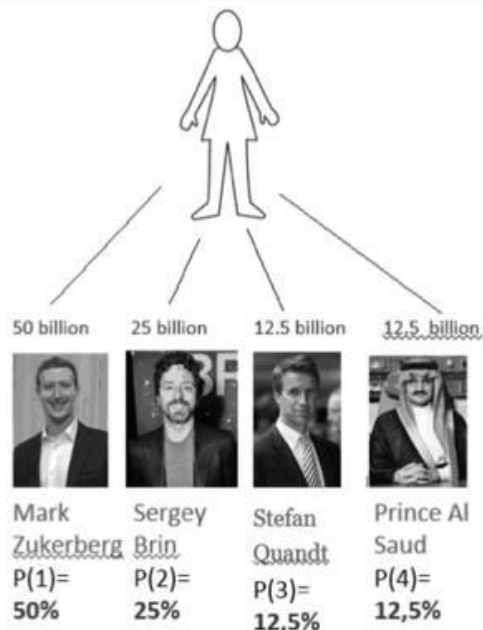 50 billion
25 billion
12.5 billion
12.5 billion
Mark
Zukerberg
P(1)=
50%
Sergey
Brin
P(2)=
25%
Stefan
Quandt
P(3)=
12.5%
Prince Al
Saud
P(4)=
12,5%